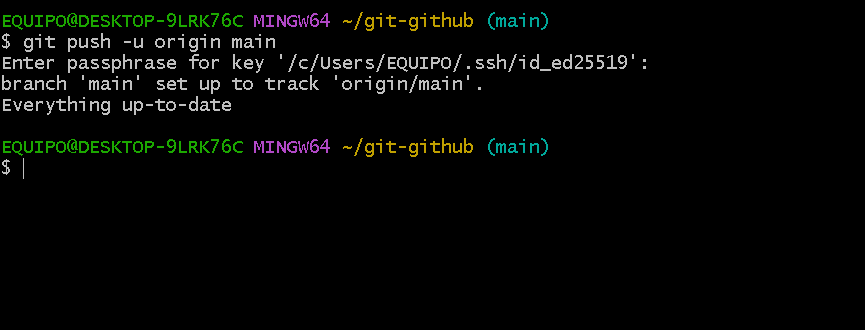 EQUIPO@DESKTOP-9LRK76C MINGW64 ~/git-github (main)
$ git push -u origin main
Enter passphrase for key '/c/Users/EQUIPO/.ssh/id_ed25519':
branch 'main' set up to track 'origin/main'.
Everything up-to-date
EQUIPO@DESKTOP-9LRK76C MINGW64 ~/git-github (main)
$